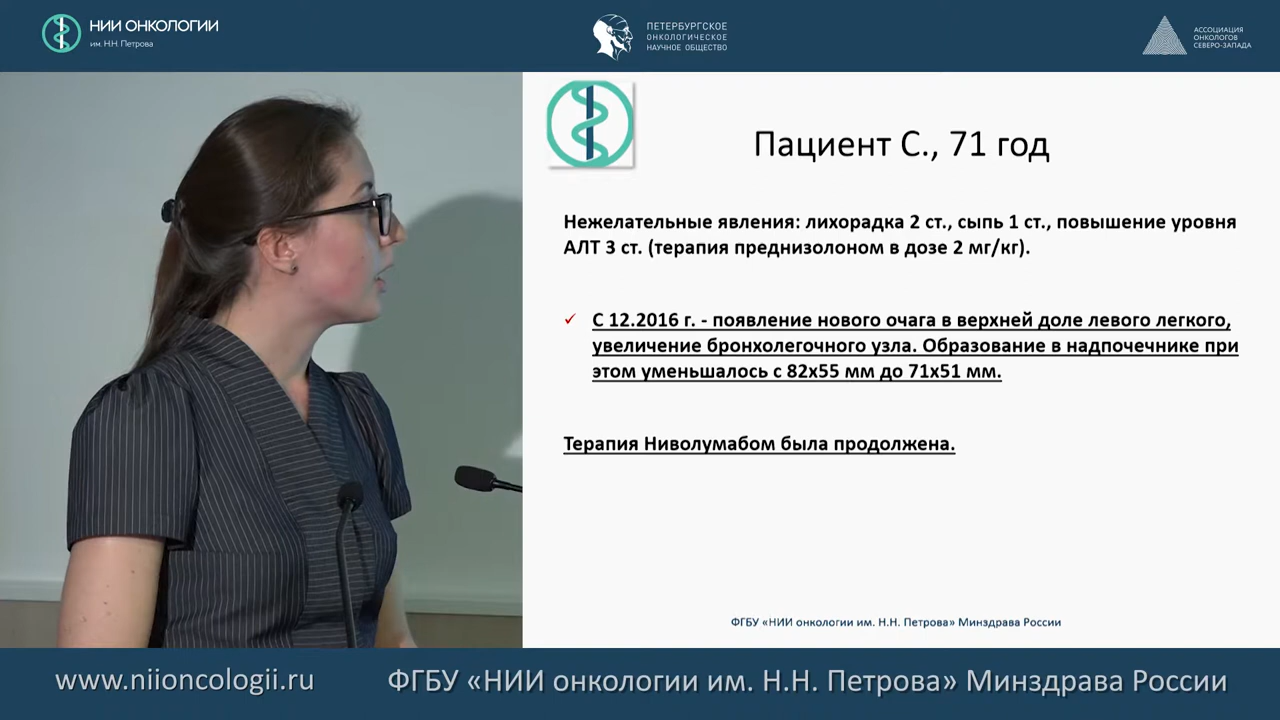 НИИ ОНКОЛОГИИ
им. Н.Н. Петрова
ПЕТЕРБУРГСКОЕ
ОНКОЛОГИЧЕСКОЕ
НАУЧНОЕ ОБЩЕСТВО
АССОЦИАЦИЯ
ОНКОЛОГОВ
СЕВЕРО-ЗАПАДА
Пациент С., 71 год
Нежелательные явления: лихорадка 2 ст., сыпь 1 ст., повышение уровня
АЛТ 3 ст. (терапия преднизолоном в дозе 2 мг/кг).
✓ С 12.2016 г. - появление нового очага в верхней доле левого легкого,
увеличение бронхолегочного узла. Образование в надпочечнике при
этом уменьшалось с 82х55 мм до 71х51 мм.
Терапия Ниволумабом была продолжена.
ФГБУ «НИИ онкологии им. Н.Н. Петрова» Минздрава России
www.niioncologii.ru
ФГБУ «НИИ онкологии им. Н.Н. Петрова» Минздрава России